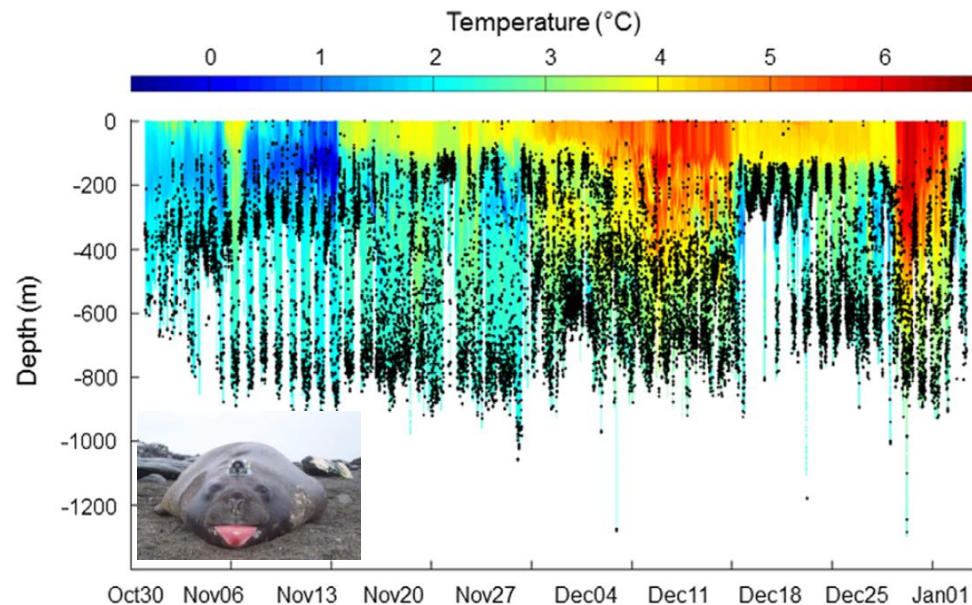 Temperature (°C)
0 1 2 3 4 5 6
Depth (m)
0
-200
-400
-600
-800
-1000
-1200
Oct30 Nov06 Nov13 Nov20 Nov27 Dec04 Dec11 Dec18 Dec25 Jan01